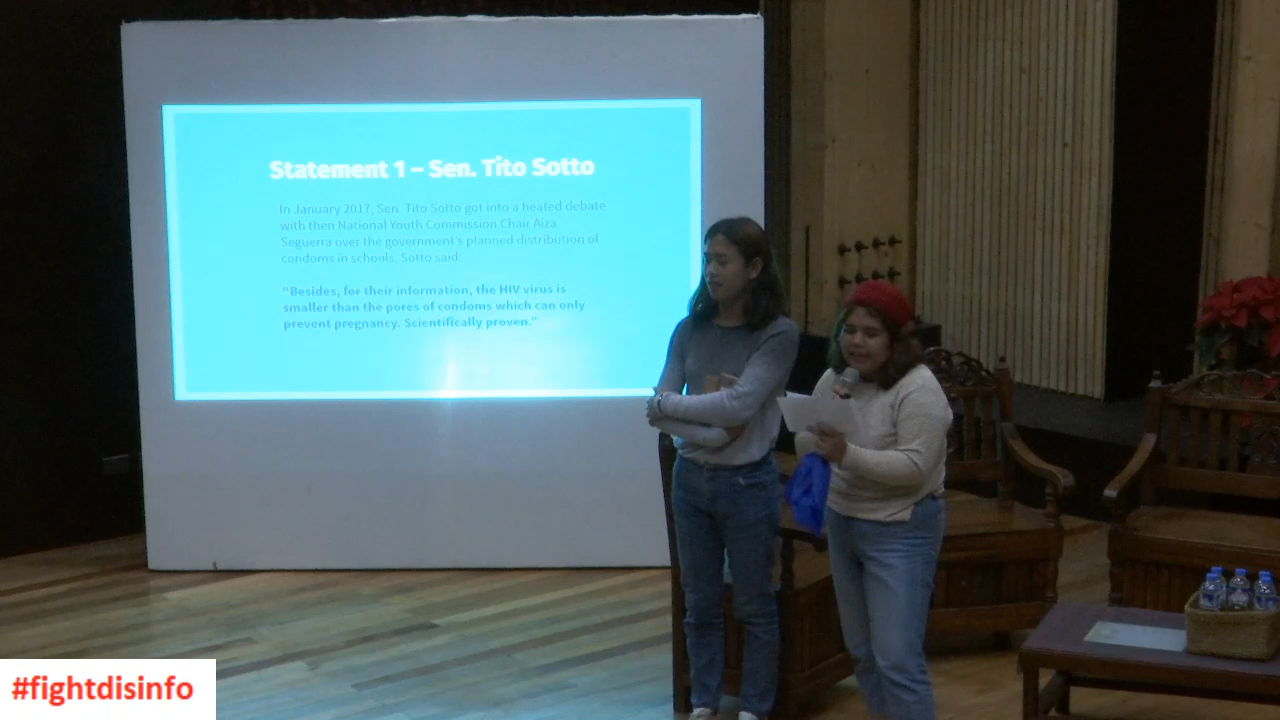 Statement 1 – Sen. Tito Sotto
In January 2017, Sen. Tito Sotto got into a heated debate
with then National Youth Commission Chair Aiza
Seguerra over the government's planned distribution of
condoms in schools, Sotto said:
"Besides, for their information, the HIV virus is
smaller than the pores of condoms which can only
prevent pregnancy. Scientifically proven."
#fightdisinfo